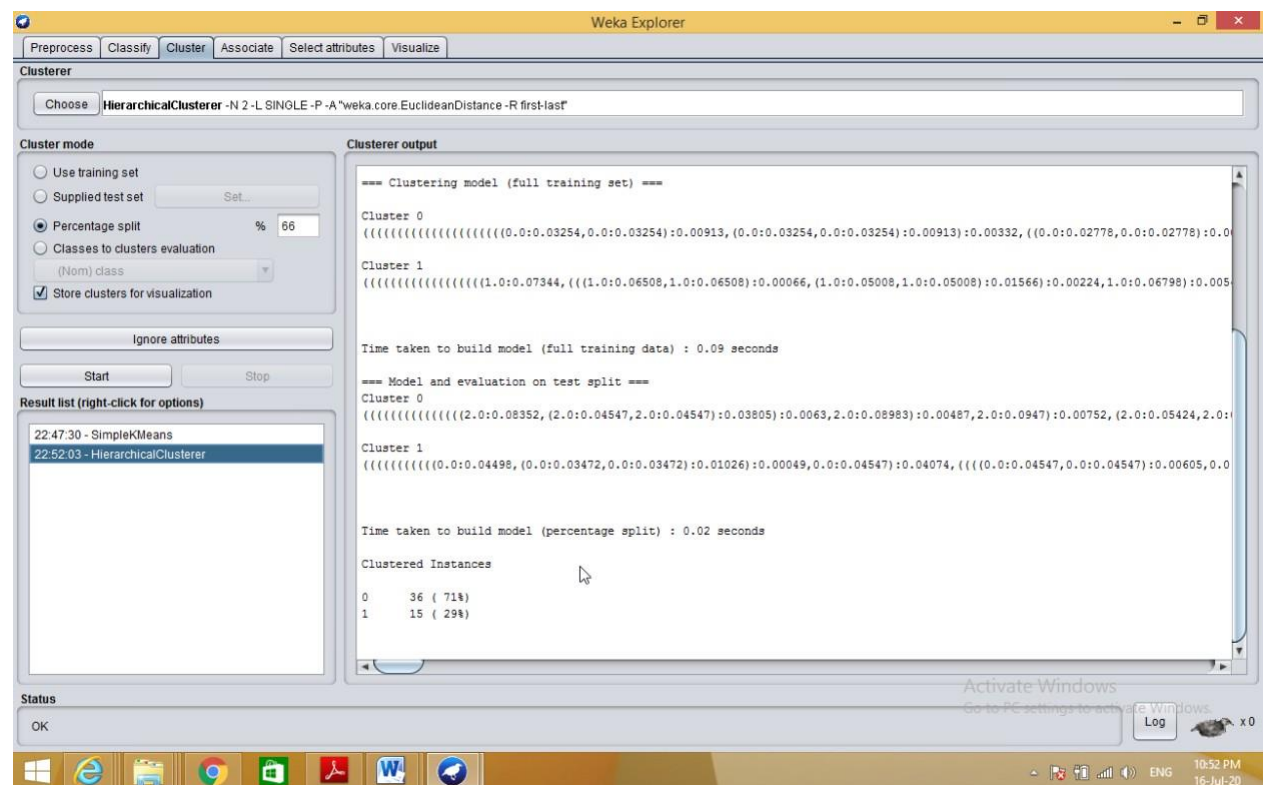 Weka Explorer
Preprocess Classify Cluster Associate Select attributes Visualize
Clusterer
Choose HierarchicalClusterer -N 2 -L SINGLE -P -A "weka.core.EuclideanDistance -R first-last"
Cluster mode
Use training set
Supplied test set Set...
Percentage split % 66
Classes to clusters evaluation
(Nom) class
Store clusters for visualization
Ignore attributes
Start Stop
Result list (right-click for options)
22:47:30 - SimpleKMeans
22:52:03 - HierarchicalClusterer
Clusterer output
=== Clustering model (full training set) ===
Cluster 0
((((((((((((((((((((((0.0:0.03254,0.0:0.03254):0.00913,(0.0:0.03254,0.0:0.03254):0.00913):0.00332,((0.0:0.02778,0.0:0.02778):0.0
Cluster 1
((((((((((((((((((1.0:0.07344,(((1.0:0.06508,1.0:0.06508):0.00066,(1.0:0.05008,1.0:0.05008):0.01566):0.00224,1.0:0.06798):0.005
Time taken to build model (full training data) : 0.09 seconds
=== Model and evaluation on test split ===
Cluster 0
(((((((((((((((2.0:0.08352,(2.0:0.04547,2.0:0.04547):0.03805):0.0063,2.0:0.08983):0.00487,2.0:0.0947):0.00752,(2.0:0.05424,2.0:
Cluster 1
(((((((((((0.0:0.04498,(0.0:0.03472,0.0:0.03472):0.01026):0.00049,0.0:0.04547):0.04074,((((0.0:0.04547,0.0:0.04547):0.00605,0.0
Time taken to build model (percentage split) : 0.02 seconds
Clustered Instances
0 36 ( 71%)
1 15 ( 29%)
Activate Windows
Go to PC settings to activate Windows.
Status
OK
Log x 0
ENG 10:52 PM
16-Jul-20